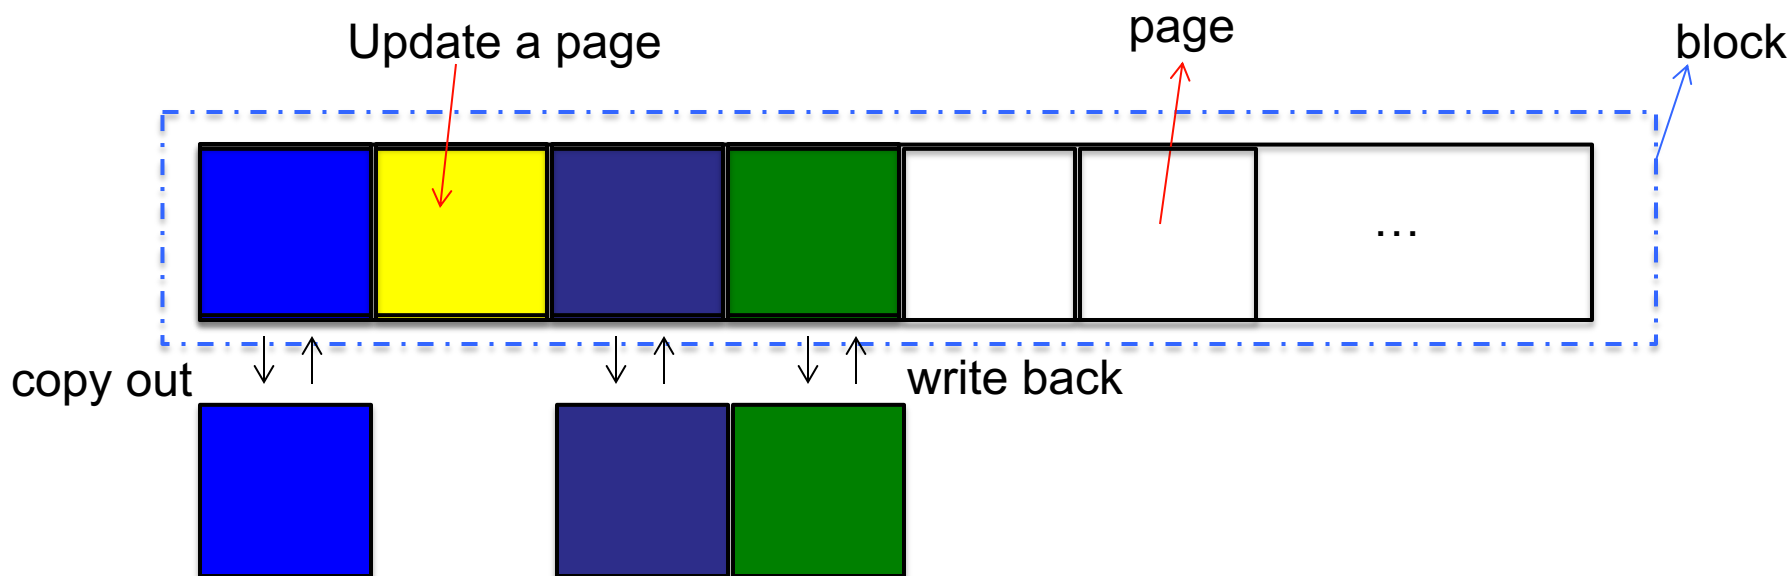 Update a page
page
block
...
copy out
write back